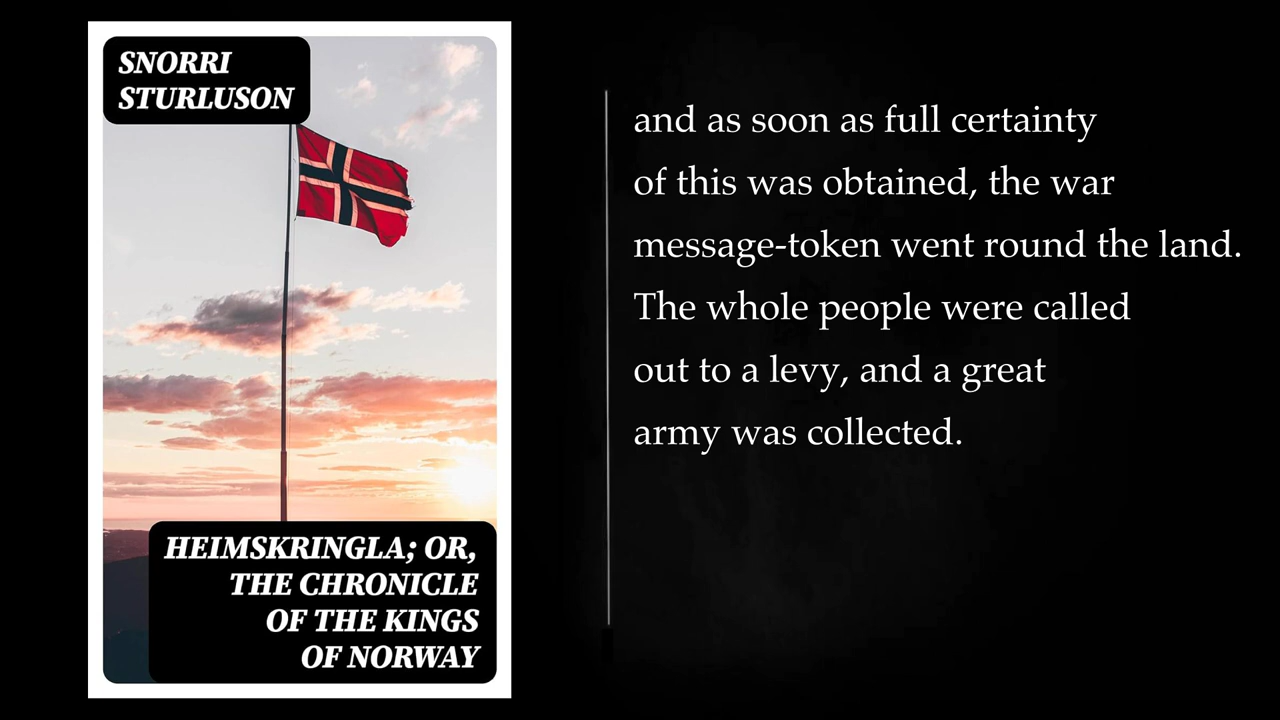 SNORRI
STURLUSON
HEIMSKRINGLA; OR,
THE CHRONICLE
OF THE KINGS
OF NORWAY
and as soon as full certainty
of this was obtained, the war
message-token went round the land.
The whole people were called
out to a levy, and a great
army was collected.